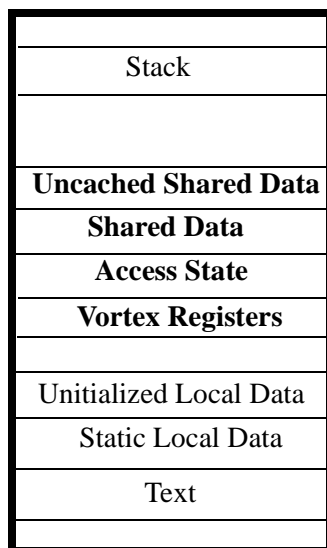 Stack
Uncached Shared Data
Shared Data
Access State
Vortex Registers
Unitialized Local Data
Static Local Data
Text